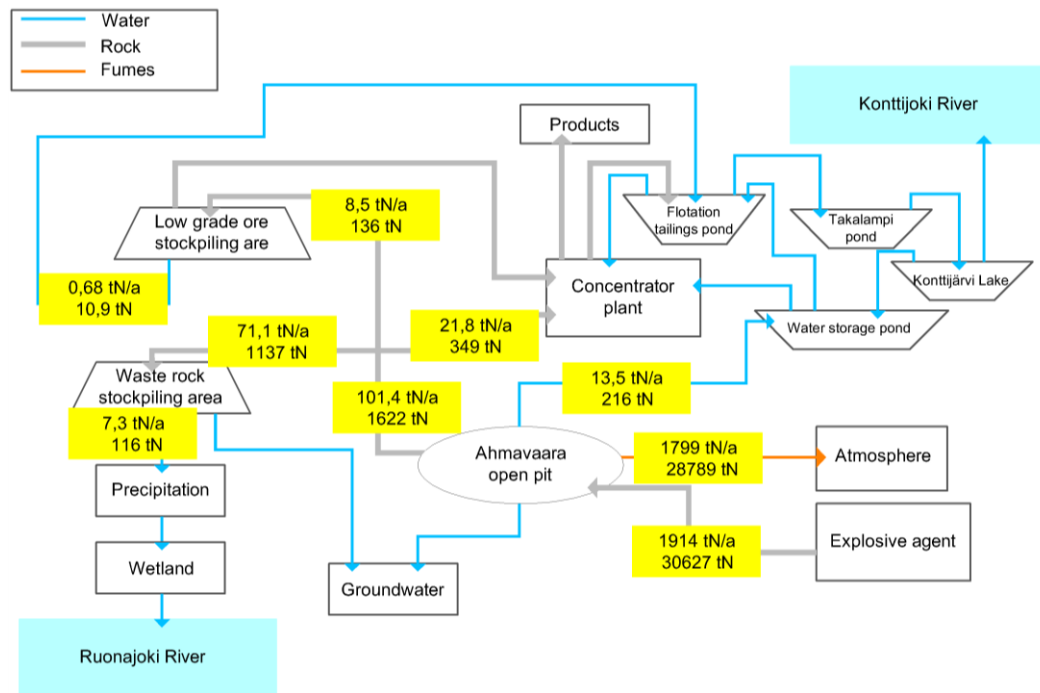 Water
Rock
Fumes
Konttijoki River
Products
Low grade ore
stockpiling are
8,5 tN/a
136 tN
Flotation
tailings pond
Takalampi
pond
Konttijärvi Lake
0,68 tN/a
10,9 tN
Concentrator
plant
Water storage pond
71,1 tN/a
1137 tN
21,8 tN/a
349 tN
Waste rock
stockpiling area
7,3 tN/a
116 tN
101,4 tN/a
1622 tN
13,5 tN/a
216 tN
Ahmavaara
open pit
1799 tN/a
28789 tN
Atmosphere
Precipitation
1914 tN/a
30627 tN
Explosive agent
Wetland
Groundwater
Ruonajoki River